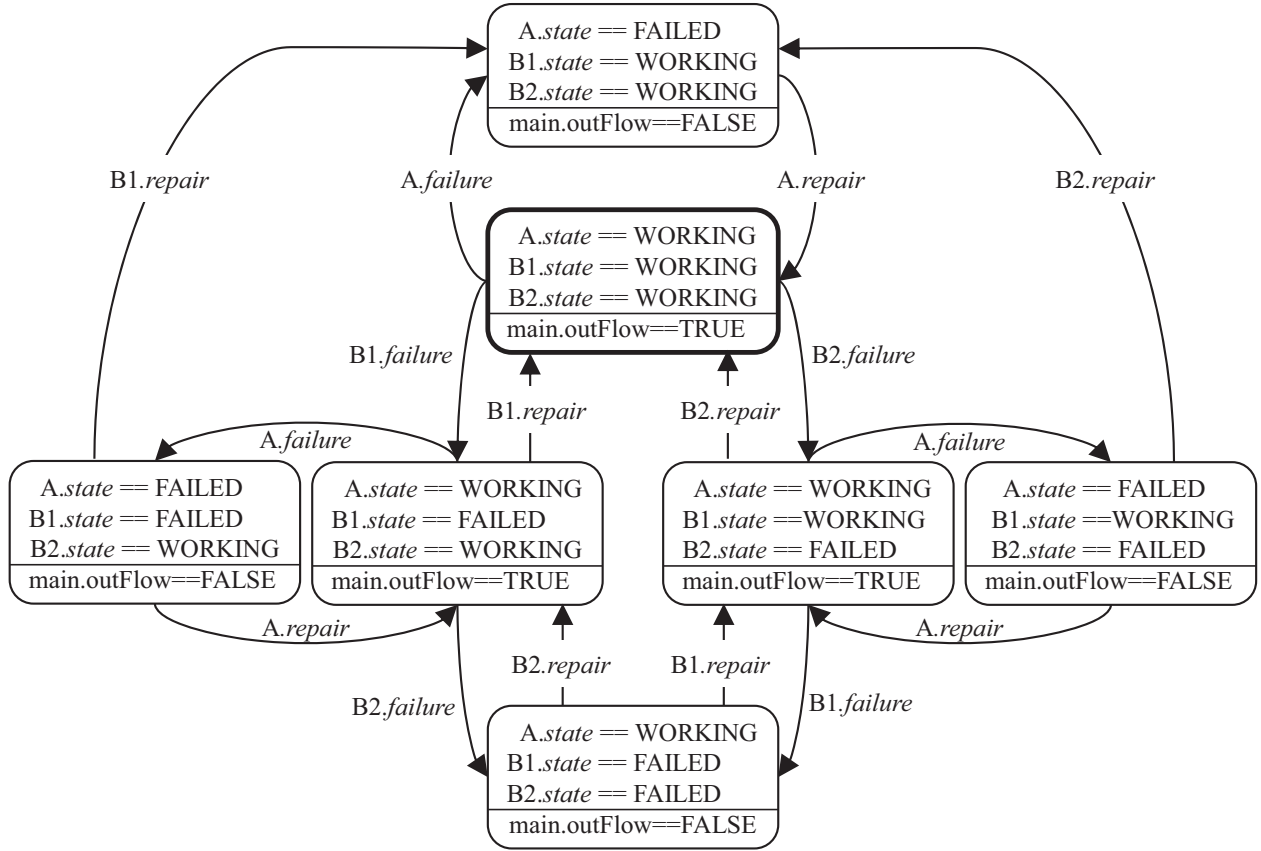 A.state == FAILED
B1.state == WORKING
B2.state == WORKING
main.outFlow==FALSE
B1.repair
A.failure
A.repair
B2.repair
A.state == WORKING
B1.state == WORKING
B2.state == WORKING
main.outFlow==TRUE
B1.failure
B2.failure
B1.repair
B2.repair
A.failure
A.failure
A.state == FAILED
B1.state == FAILED
B2.state == WORKING
main.outFlow==FALSE
A.state == WORKING
B1.state == FAILED
B2.state == WORKING
main.outFlow==TRUE
A.state == WORKING
B1.state ==WORKING
B2.state == FAILED
main.outFlow==TRUE
A.state == FAILED
B1.state ==WORKING
B2.state == FAILED
main.outFlow==FALSE
A.repair
A.repair
B2.failure
B2.repair
B1.repair
B1.failure
A.state == WORKING
B1.state == FAILED
B2.state == FAILED
main.outFlow==FALSE